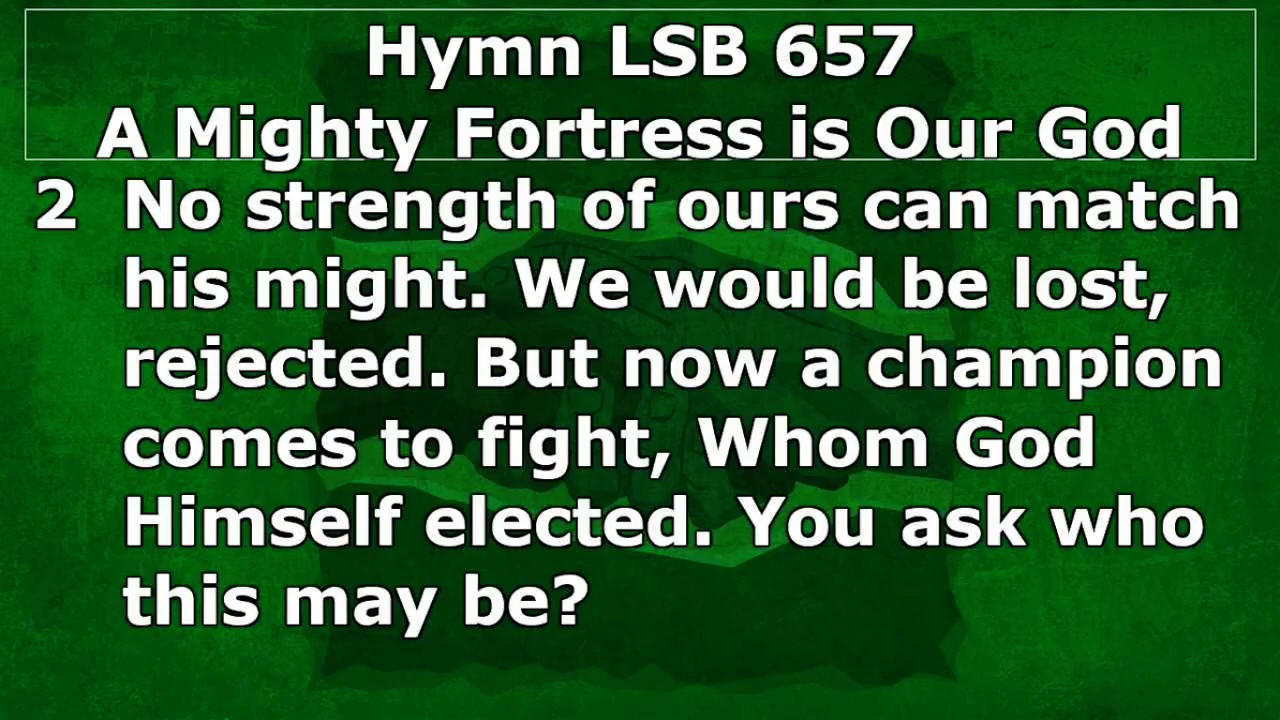 Hymn LSB 657
A Mighty Fortress is Our God
2 No strength of ours can match
his might. We would be lost,
rejected. But now a champion
comes to fight, Whom God
Himself elected. You ask who
this may be?